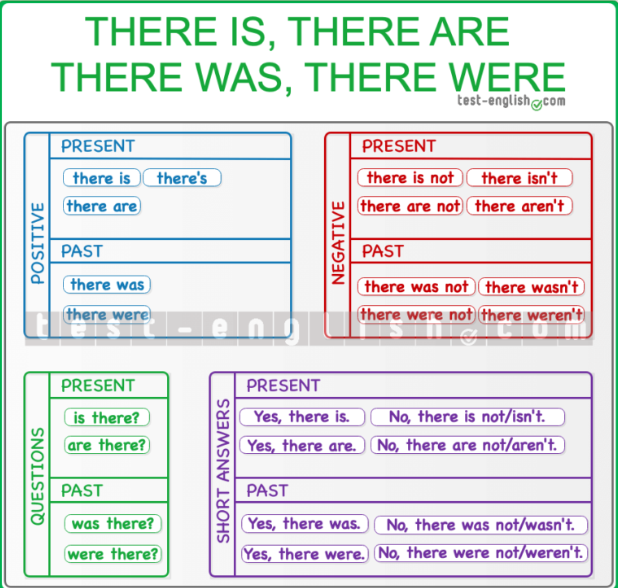 THERE IS, THERE ARE
THERE WAS, THERE WERE
test-english.com
POSITIVE
PRESENT
there is there's
there are
PAST
there was
there were
NEGATIVE
PRESENT
there is not there isn't
there are not there aren't
PAST
there was not there wasn't
there were not there weren't
test-english.com
QUESTIONS
PRESENT
is there?
are there?
PAST
was there?
were there?
SHORT ANSWERS
PRESENT
Yes, there is. No, there is not/isn't.
Yes, there are. No, there are not/aren't.
PAST
Yes, there was. No, there was not/wasn't.
Yes, there were. No, there were not/weren't.